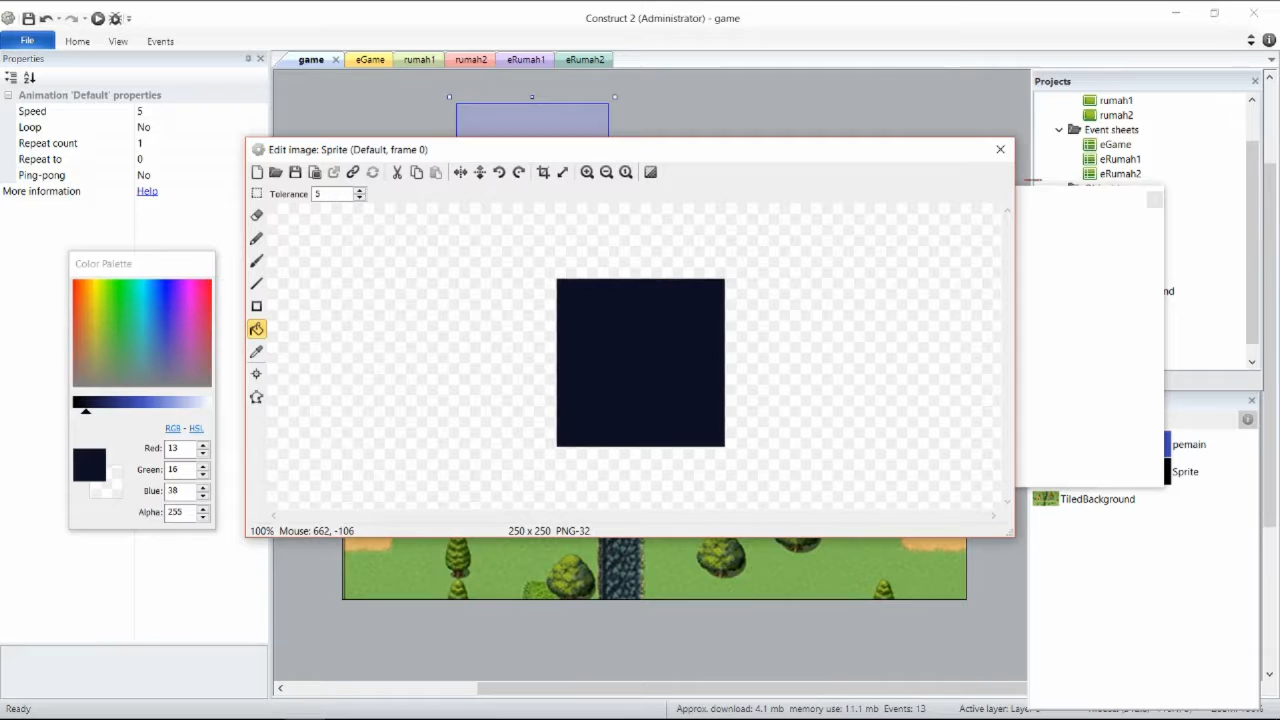 Construct 2 (Administrator) - game
File
Home
View
Events
Properties
game
eGame
rumah1
rumah2
eRumah1
eRumah2
Animation 'Default' properties
Speed 5
Loop No
Repeat count 1
Repeat to 0
Ping-pong No
More information Help
Projects
rumah1
rumah2
Event sheets
eGame
eRumah1
eRumah2
Edit image: Sprite (Default, frame 0)
Tolerance 5
Color Palette
RGB - HSL
Red: 13
Green: 16
Blue: 38
Alpha: 255
100% Mouse: 662, -106
250 x 250 PNG-32
nd
pemain
Sprite
TiledBackground
Ready
Approx. download: 4.1 mb
memory use: 11.1 mb
Events: 13
Active layer: